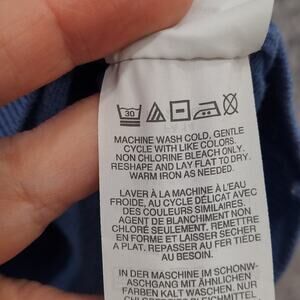 30
MACHINE WASH COLD, GENTLE
CYCLE WITH LIKE COLORS.
NON CHLORINE BLEACH ONLY.
RESHAPE AND LAY FLAT TO DRY.
WARM IRON AS NEEDED.
LAVER À LA MACHINE À L'EAU
FROIDE, AU CYCLE DÉLICAT AVEC
DES COULEURS SIMILAIRES.
AGENT DE BLANCHIMENT NON
CHLORÉ SEULEMENT. REMETTRE
EN FORME ET LAISSER SÉCHER
A PLAT. REPASSER AU FER TIÈDE
AU BESOIN.
IN DER MASCHINE IM SCHONW-
ASCHGANG MIT ÄHNLICHEN
FARBEN KALT WASCHEN. NUR